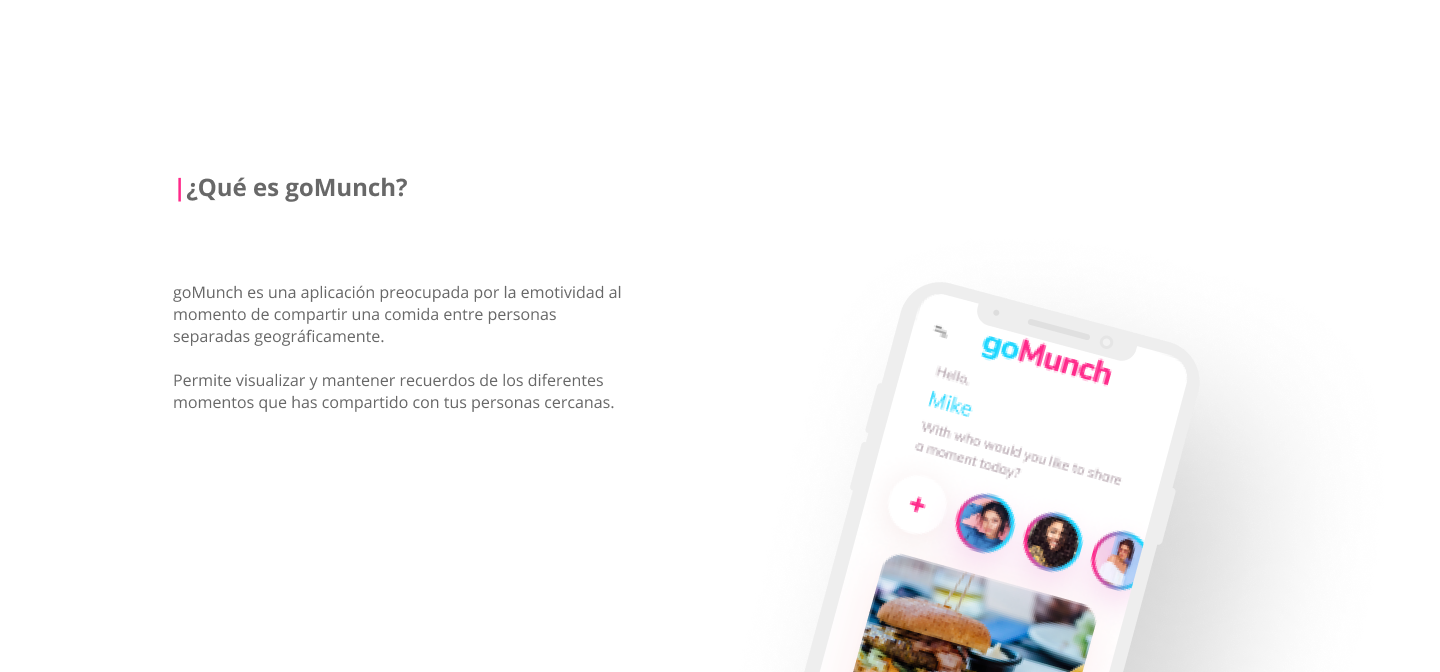 |¿Qué es goMunch?
goMunch es una aplicación preocupada por la emotividad al
momento de compartir una comida entre personas
separadas geográficamente.
Permite visualizar y mantener recuerdos de los diferentes
momentos que has compartido con tus personas cercanas.
goMunch
Hello,
Mike
With who would you like to share
a moment today?
+